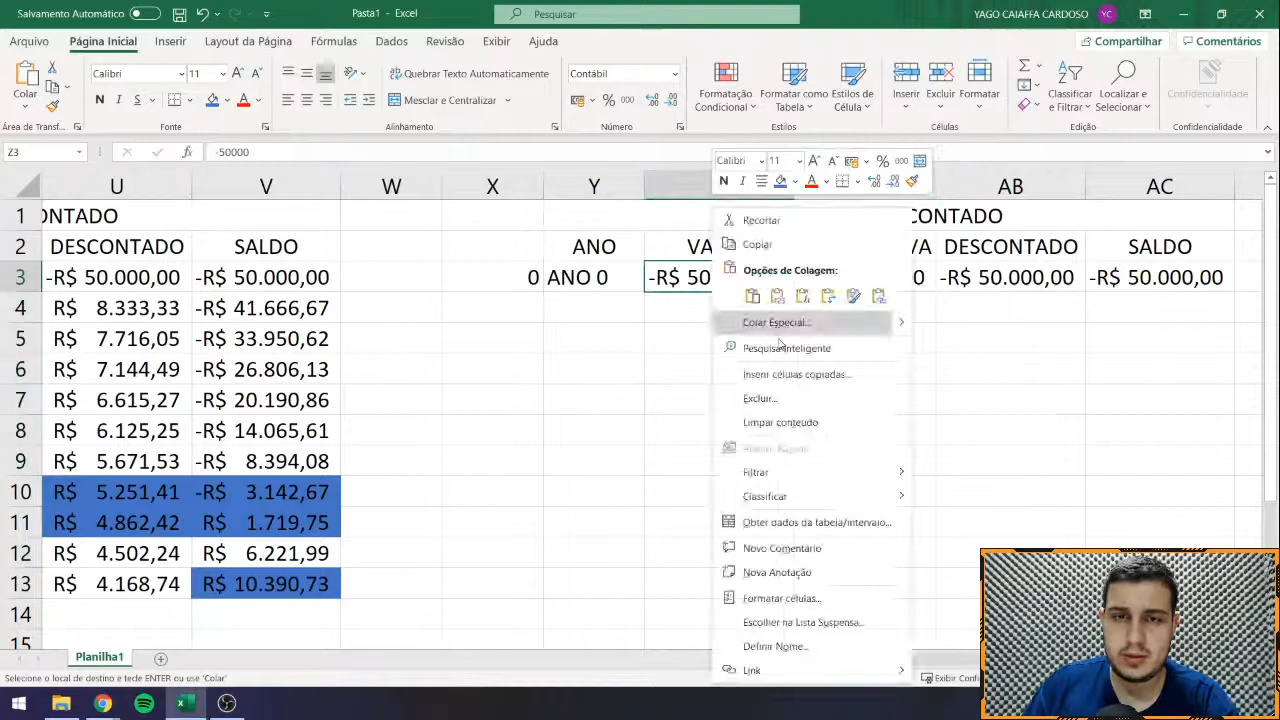 Salvamento Automático
Pasta1 - Excel
Pesquisar
YAGO CAIAFFA CARDOSO
YC
Arquivo
Página Inicial
Inserir
Layout da Página
Fórmulas
Dados
Revisão
Exibir
Ajuda
Compartilhar
Comentários
Colar
Calibri
11
N I S
A
Quebrar Texto Automaticamente
Mesclar e Centralizar
Contábil
% 000
Formatação Condicional
Formatar como Tabela
Estilos de Célula
Inserir
Excluir
Formatar
Classificar e Filtrar
Localizar e Selecionar
Confidencialidade
Área de Transf...
Fonte
Alinhamento
Número
Estilos
Células
Edição
Confidencialidade
Z3
fx
-50000
Calibri
11
% 000
N I
U V W X Y AB AC
1 ONTADO CONTADO
2 DESCONTADO SALDO ANO VA VA DESCONTADO SALDO
3 -R$ 50.000,00 -R$ 50.000,00 0 ANO 0 -R$ 50 0 -R$ 50.000,00 -R$ 50.000,00
4 R$ 8.333,33 -R$ 41.666,67
5 R$ 7.716,05 -R$ 33.950,62
6 R$ 7.144,49 -R$ 26.806,13
7 R$ 6.615,27 -R$ 20.190,86
8 R$ 6.125,25 -R$ 14.065,61
9 R$ 5.671,53 -R$ 8.394,08
10 R$ 5.251,41 -R$ 3.142,67
11 R$ 4.862,42 R$ 1.719,75
12 R$ 4.502,24 R$ 6.221,99
13 R$ 4.168,74 R$ 10.390,73
14
15
Recortar
Copiar
Opções de Colagem:
Colar Especial...
Pesquisa Inteligente
Inserir células copiadas...
Excluir...
Limpar conteúdo
Filtrar
Classificar
Obter dados da tabela/intervalo...
Novo Comentário
Nova Anotação
Formatar células...
Escolher na Lista Suspensa...
Definir Nome...
Link
Planilha1
Selecione o local de destino e tecle ENTER ou use 'Colar'